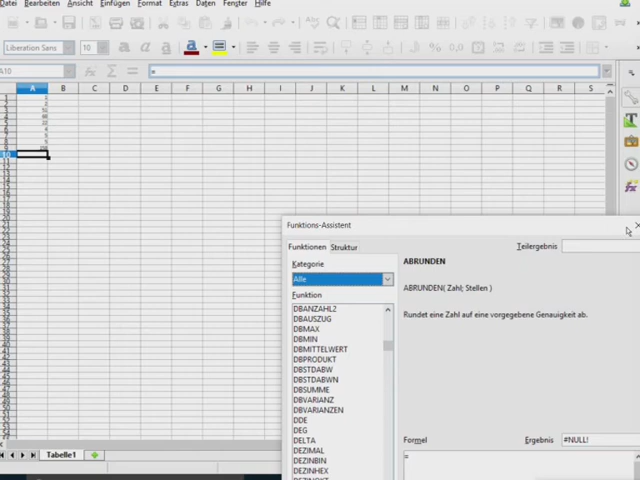 Datei Bearbeiten Ansicht Einfügen Format Extras Daten Fenster Hilfe
Liberation Sans 10
A10 =
A B C D E F G H I J K L M N O P Q R S
Funktions-Assistent
Funktionen Struktur Teilergebnis
Kategorie ABRUNDEN
Alle
ABRUNDEN( Zahl; Stellen )
Funktion
DBANZAHL2
DBAUSZUG Rundet eine Zahl auf eine vorgegebene Genauigkeit ab.
DBMAX
DBMIN
DBMITTELWERT
DBPRODUKT
DBSTDABW
DBSTDABWN
DBSUMME
DBVARIANZ
DBVARIANZEN
DDE
DEG
DELTA Formel Ergebnis #NULL!
DEZIMAL
DEZINBIN =
DEZINHEX
DEZINOKT
Tabelle1